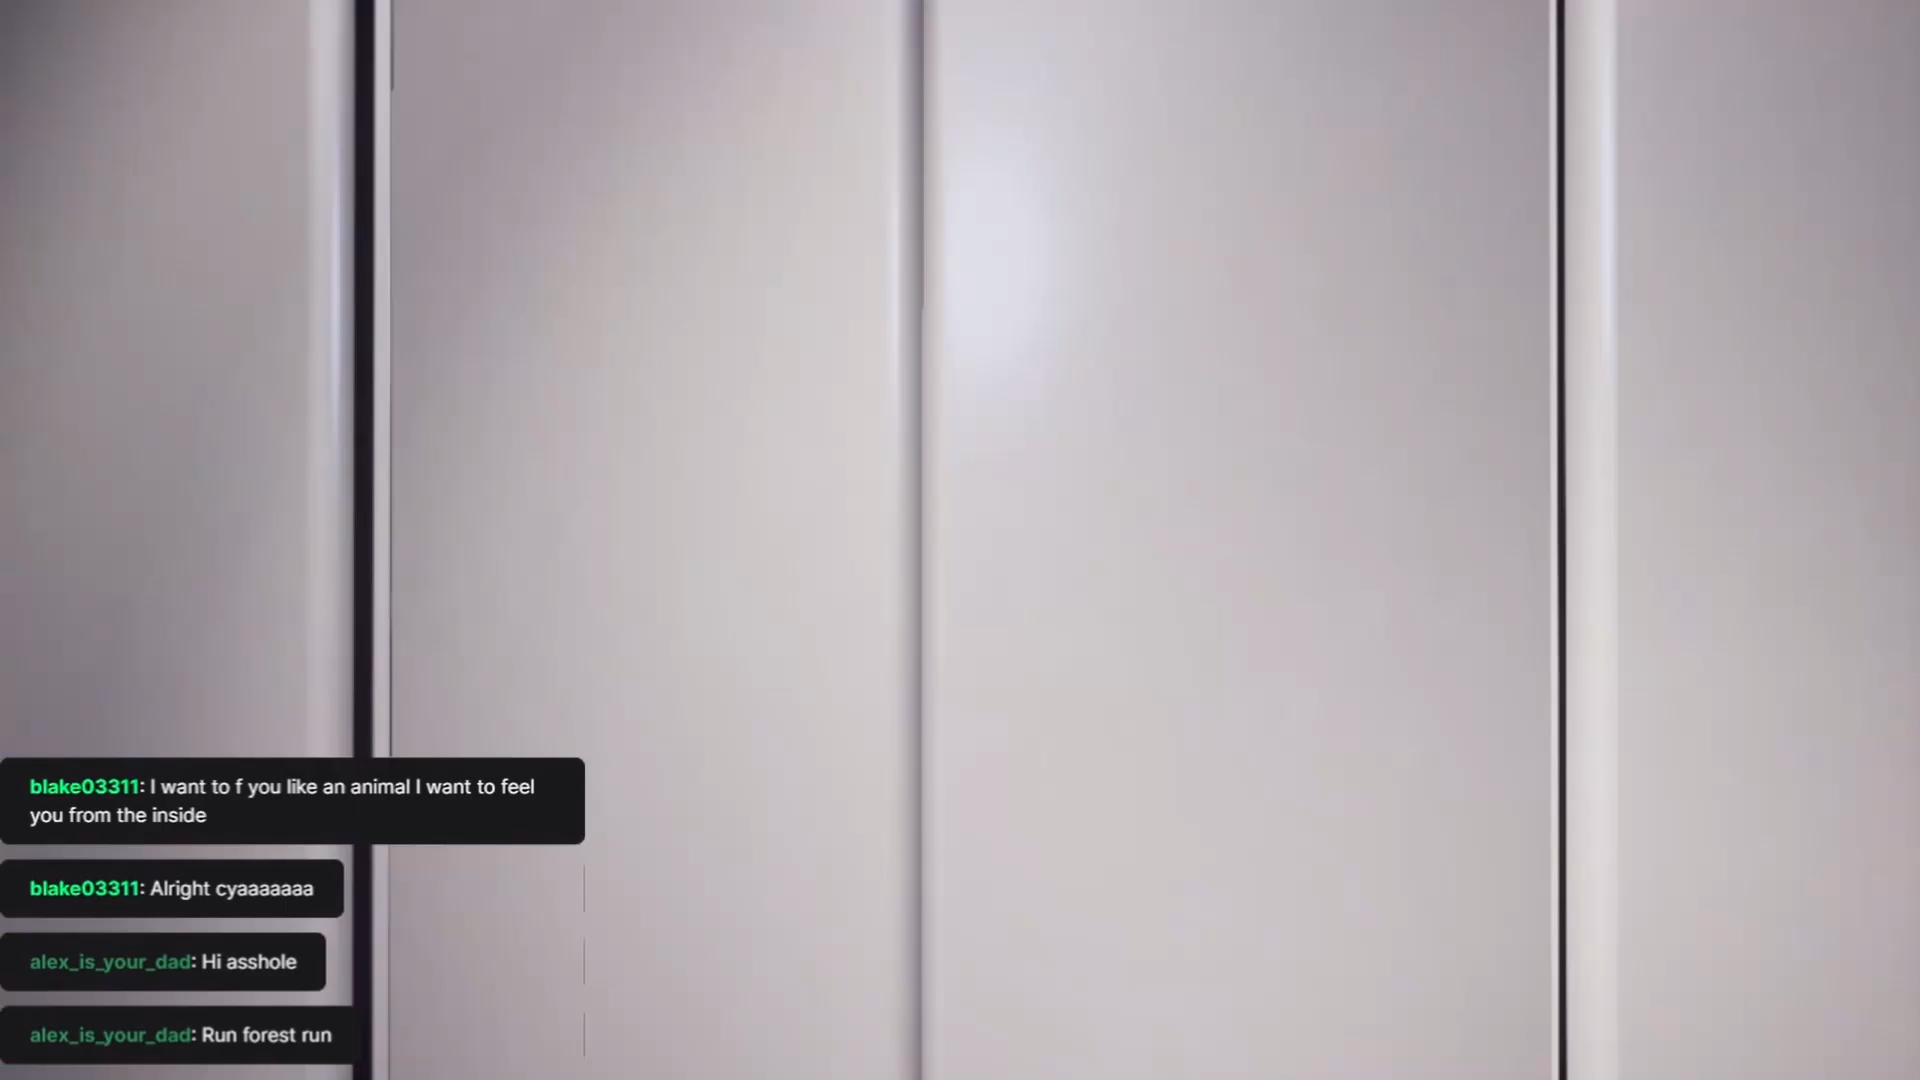 blake03311: I want to f you like an animal I want to feel
you from the inside
blake03311: Alright cyaaaaaaa
alex_is_your_dad: Hi asshole
alex_is_your_dad: Run forest run